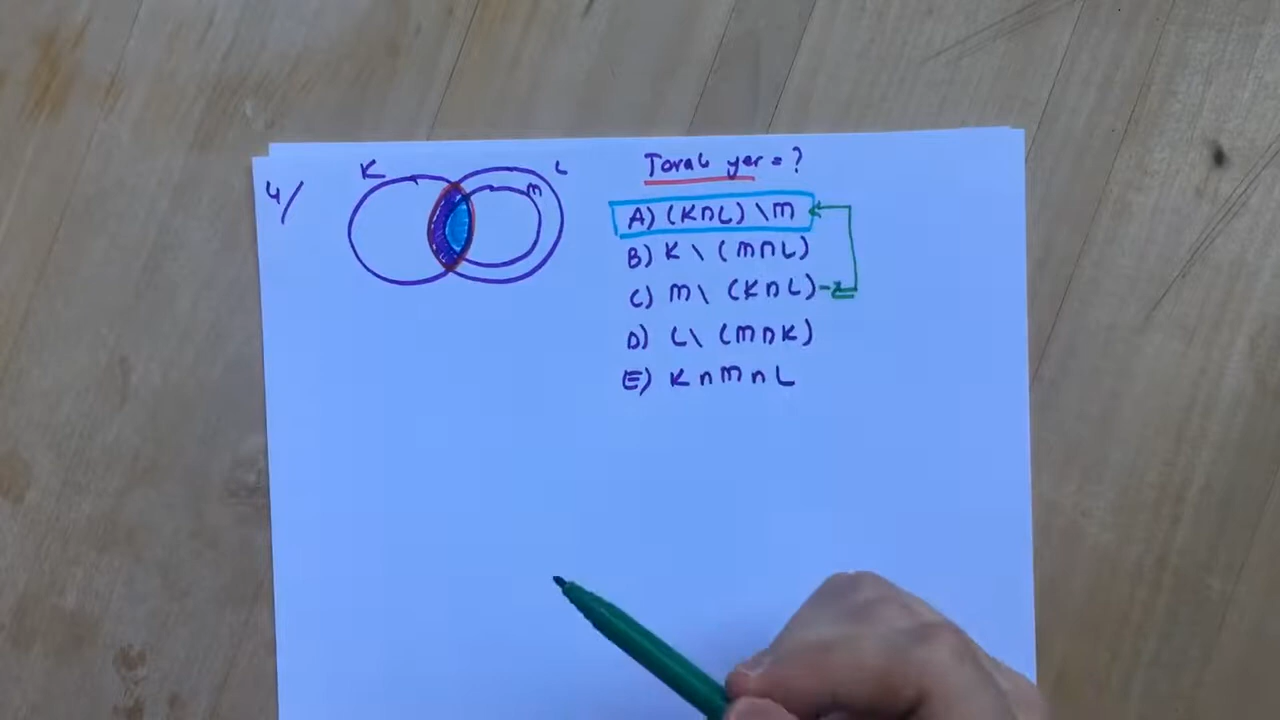 4/
K L M
Taralı yer = ?
A) (K∩L) \ M
B) K \ (M∩L)
C) M \ (K∩L)
D) L \ (M∩K)
E) K∩M∩L